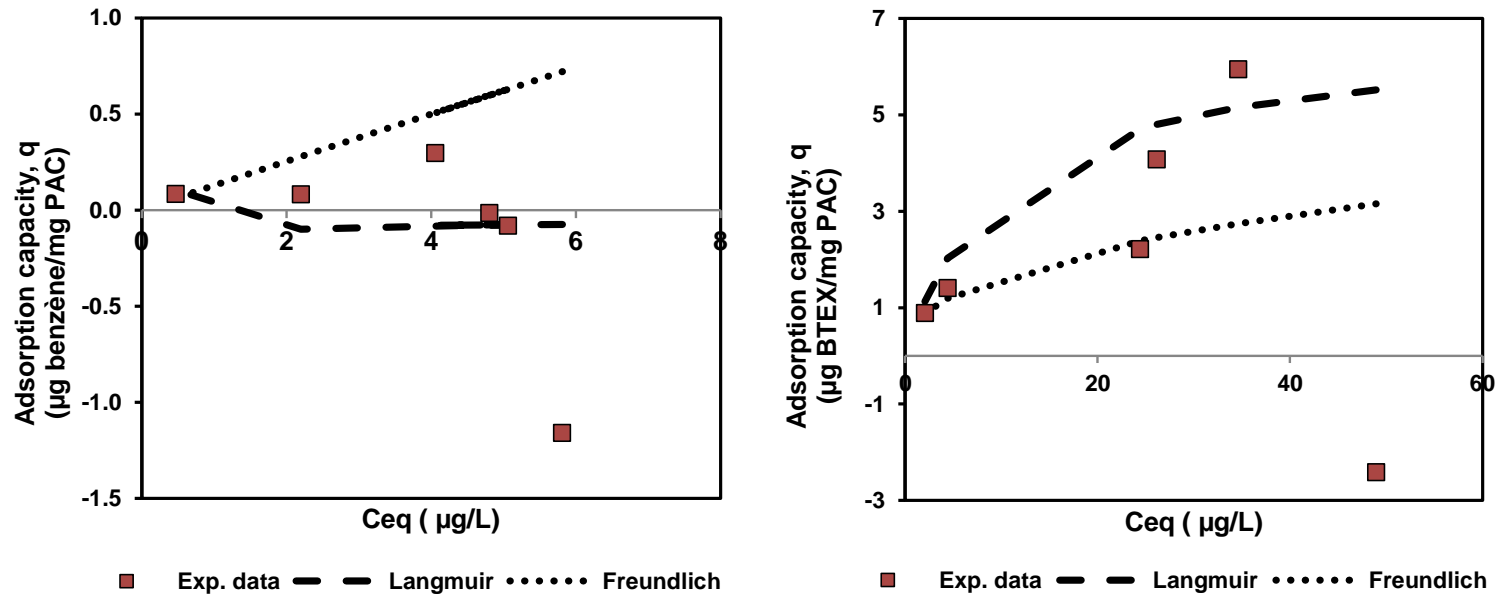 Adsorption capacity, q
(µg benzène/mg PAC)
1.0
0.5
0.0
-0.5
-1.0
-1.5
0 2 4 6 8
Ceq ( µg/L)
Exp. data Langmuir Freundlich
Adsorption capacity, q
(µg BTEX/mg PAC)
7
5
3
1
-1
-3
0 20 40 60
Ceq ( µg/L)
Exp. data Langmuir Freundlich